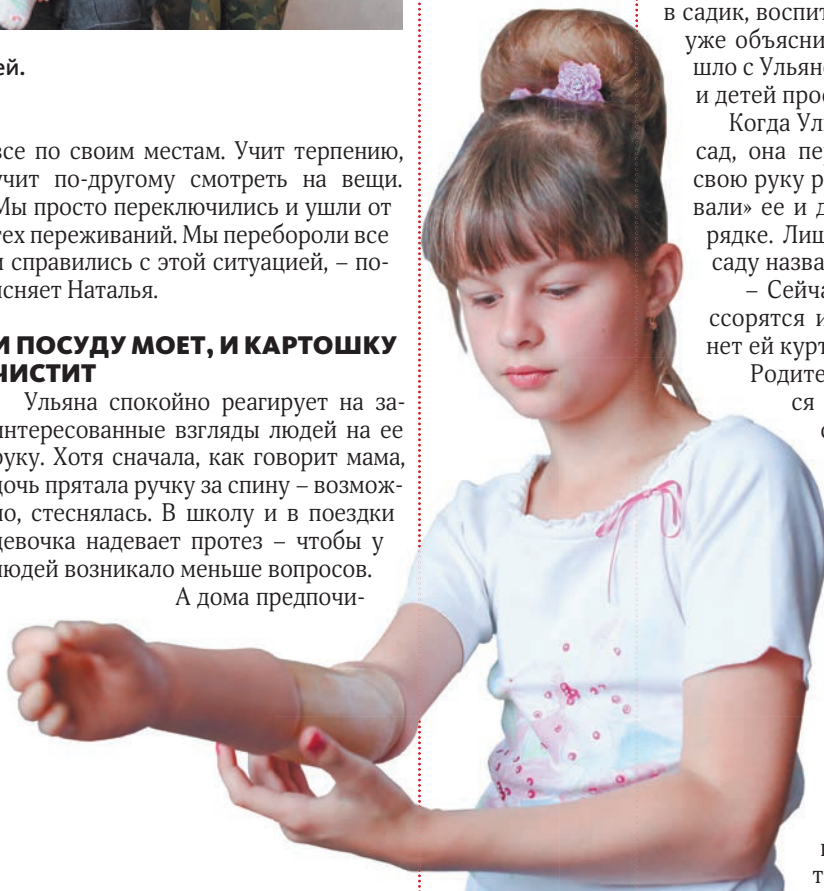 ей.
все по своим местам. Учит терпению,
учит по-другому смотреть на вещи.
Мы просто переключились и ушли от
тех переживаний. Мы перебороли все
и справились с этой ситуацией, – по-
ясняет Наталья.
И ПОСУДУ МОЕТ, И КАРТОШКУ
ЧИСТИТ
Ульяна спокойно реагирует на за-
интересованные взгляды людей на ее
руку. Хотя сначала, как говорит мама,
дочь прятала ручку за спину – возмож-
но, стеснялась. В школу и в поездки
девочка надевает протез – чтобы у
людей возникало меньше вопросов.
А дома предпочи-
в садик, воспит
уже объясни
шло с Ульян
и детей прос
Когда Ул
сад, она пе
свою руку р
вали» ее и д
рядке. Лиш
саду назва
– Сейча
ссорятся и
нет ей курт
Родите
ся